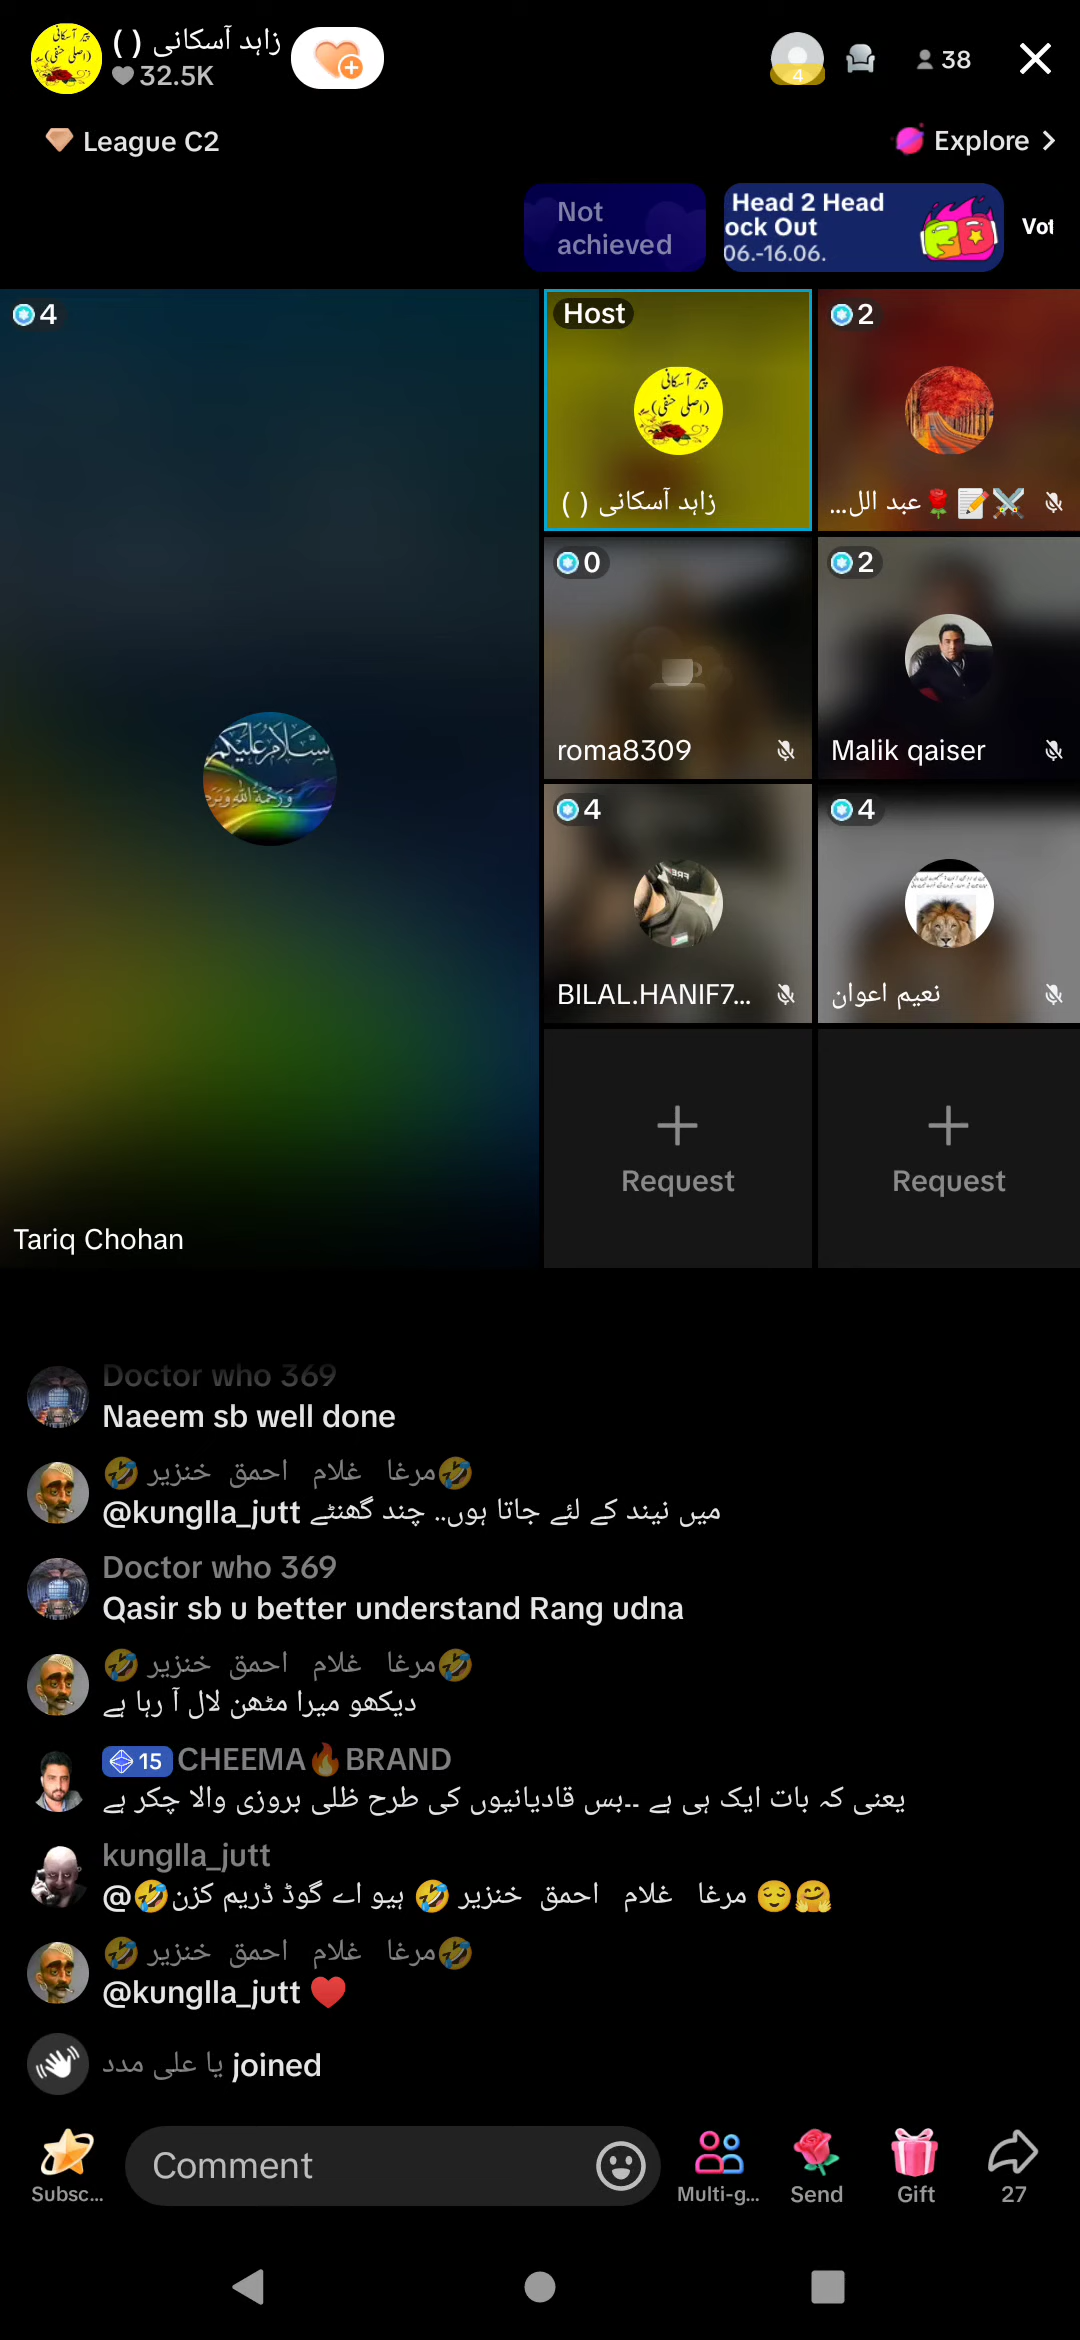 زاہد آسکانی ( )
32.5K
4
38
League C2
Explore
Not
achieved
Head 2 Head
ock Out
06.-16.06.
Vot
4
Host
پیر آسکانی
(اصلی حنفی)
زاہد آسکانی ( )
2
عبد الل...🌹📝⚔️
0
roma8309
2
Malik qaiser
4
BILAL.HANIF7...
4
نعیم اعوان
Tariq Chohan
Request
Request
Doctor who 369
Naeem sb well done
🤣مرغا غلام احمق خنزیر 🤣
@kunglla_jutt میں نیند کے لئے جاتا ہوں.. چند گھنٹے
Doctor who 369
Qasir sb u better understand Rang udna
🤣مرغا غلام احمق خنزیر 🤣
دیکھو میرا مٹھن لال آ رہا ہے
15 CHEEMA🔥BRAND
یعنی کہ بات ایک ہی ہے ۔۔بس قادیانیوں کی طرح ظلی بروزی والا چکر ہے
kunglla_jutt
@🤣مرغا غلام احمق خنزیر 🤣 ہیو اے گوڈ ڈریم کزن 😌🤗
🤣مرغا غلام احمق خنزیر 🤣
@kunglla_jutt ♥️
یا علی مدد joined
Comment
Subsc...
Multi-g...
Send
Gift
27